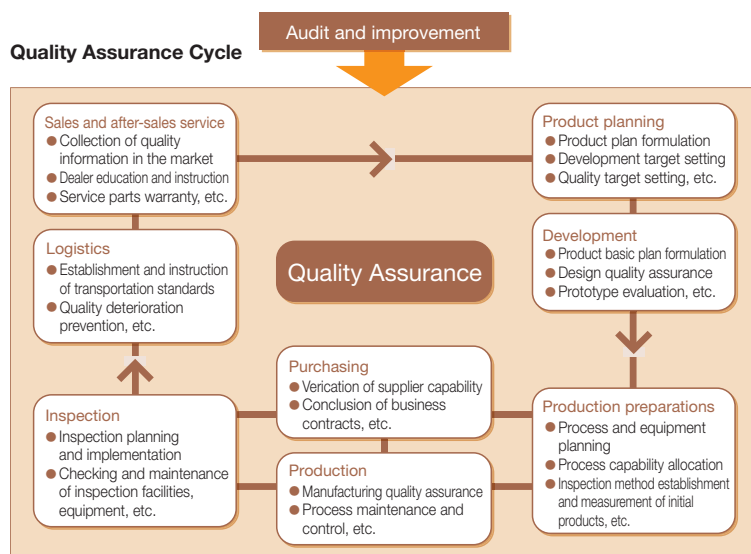 Audit and improvement
Quality Assurance Cycle
Sales and after-sales service
● Collection of quality
information in the market
● Dealer education and instruction
● Service parts warranty, etc.
Product planning
● Product plan formulation
● Development target setting
● Quality target setting, etc.
Logistics
● Establishment and instruction
of transportation standards
● Quality deterioration
prevention, etc.
Quality Assurance
Development
● Product basic plan formulation
● Design quality assurance
● Prototype evaluation, etc.
Purchasing
● Verication of supplier capability
● Conclusion of business
contracts, etc.
Inspection
● Inspection planning
and implementation
● Checking and maintenance
of inspection facilities,
equipment, etc.
Production
● Manufacturing quality assurance
● Process maintenance and
control, etc.
Production preparations
● Process and equipment
planning
● Process capability allocation
● Inspection method establishment
and measurement of initial
products, etc.